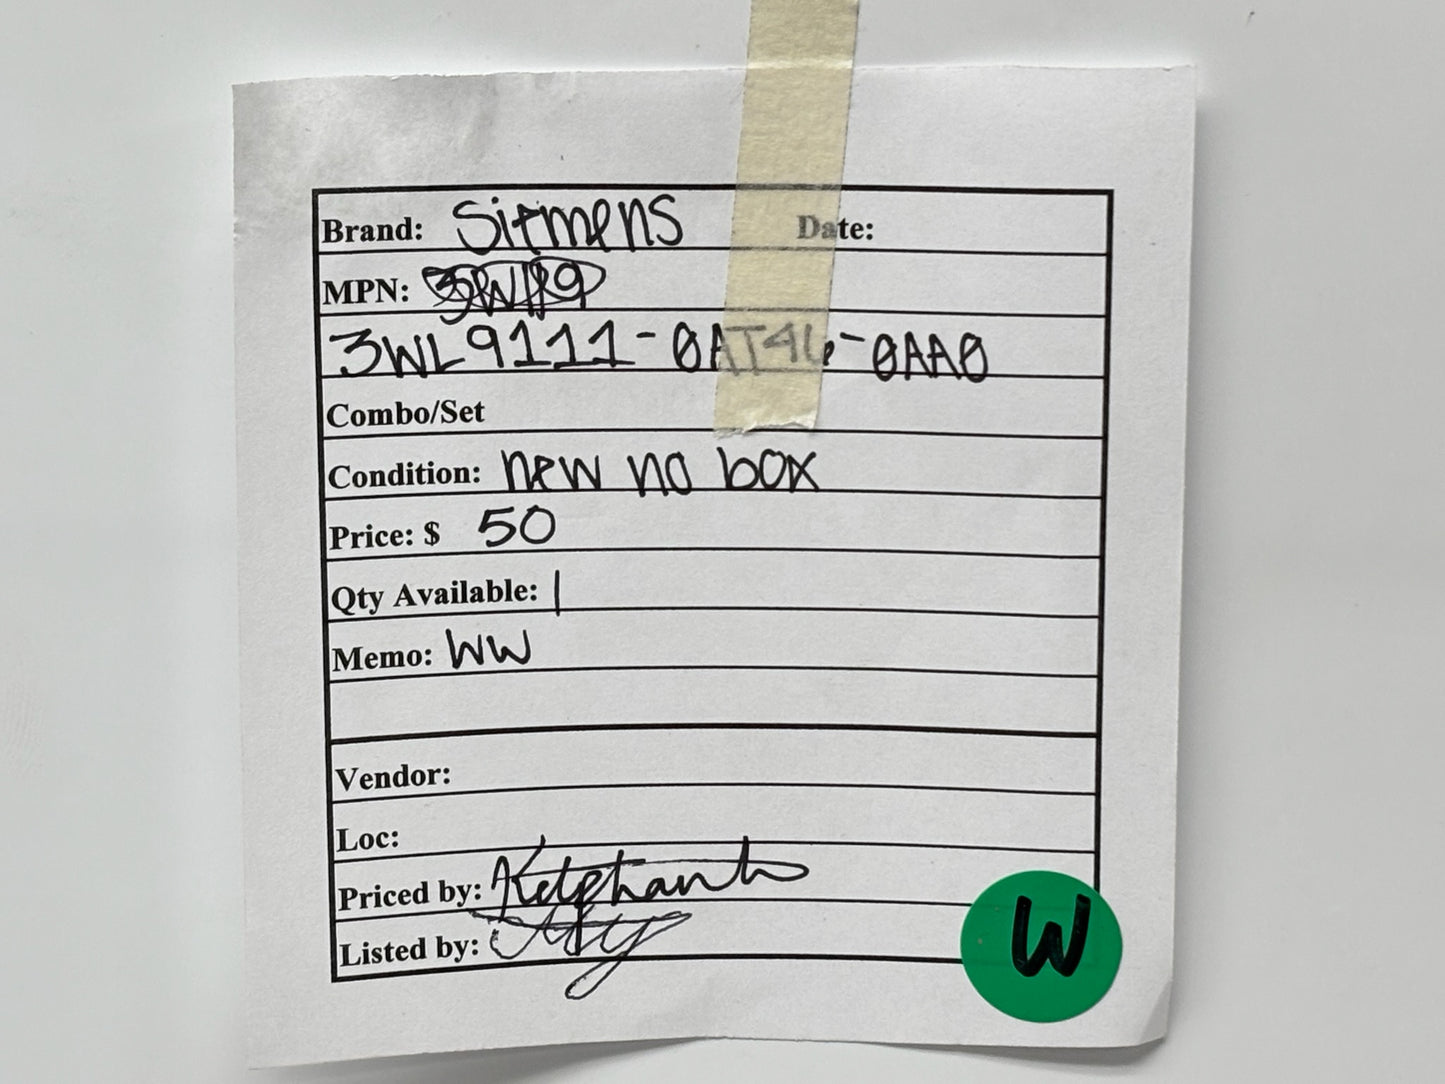 Brand: Siemens Date:
MPN:
3WL9111-0AT46-0AA0
Combo/Set
Condition: new no box
Price: $ 50
Qty Available: 1
Memo: WW
Vendor:
Loc:
Priced by:
Listed by:
W